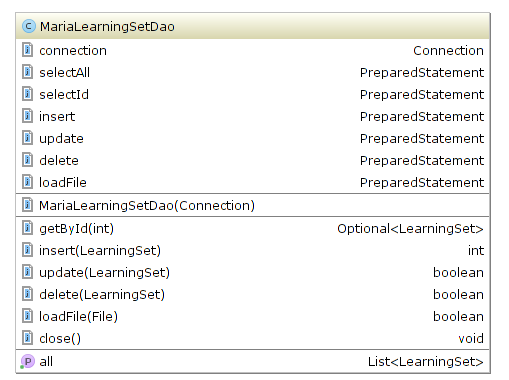 C MariaLearningSetDao
connection Connection
selectAll PreparedStatement
selectId PreparedStatement
insert PreparedStatement
update PreparedStatement
delete PreparedStatement
loadFile PreparedStatement
MariaLearningSetDao(Connection)
getById(int) Optional<LearningSet>
insert(LearningSet) int
update(LearningSet) boolean
delete(LearningSet) boolean
loadFile(File) boolean
close() void
P all List<LearningSet>